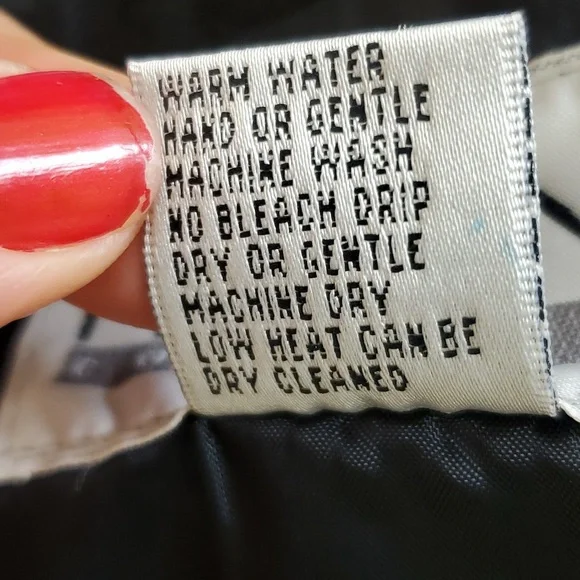 WARM WATER
HAND OR GENTLE
MACHINE WASH
NO BLEACH DRIP
DRY OR GENTLE
MACHINE DRY
LOW HEAT CAN BE
DRY CLEANED